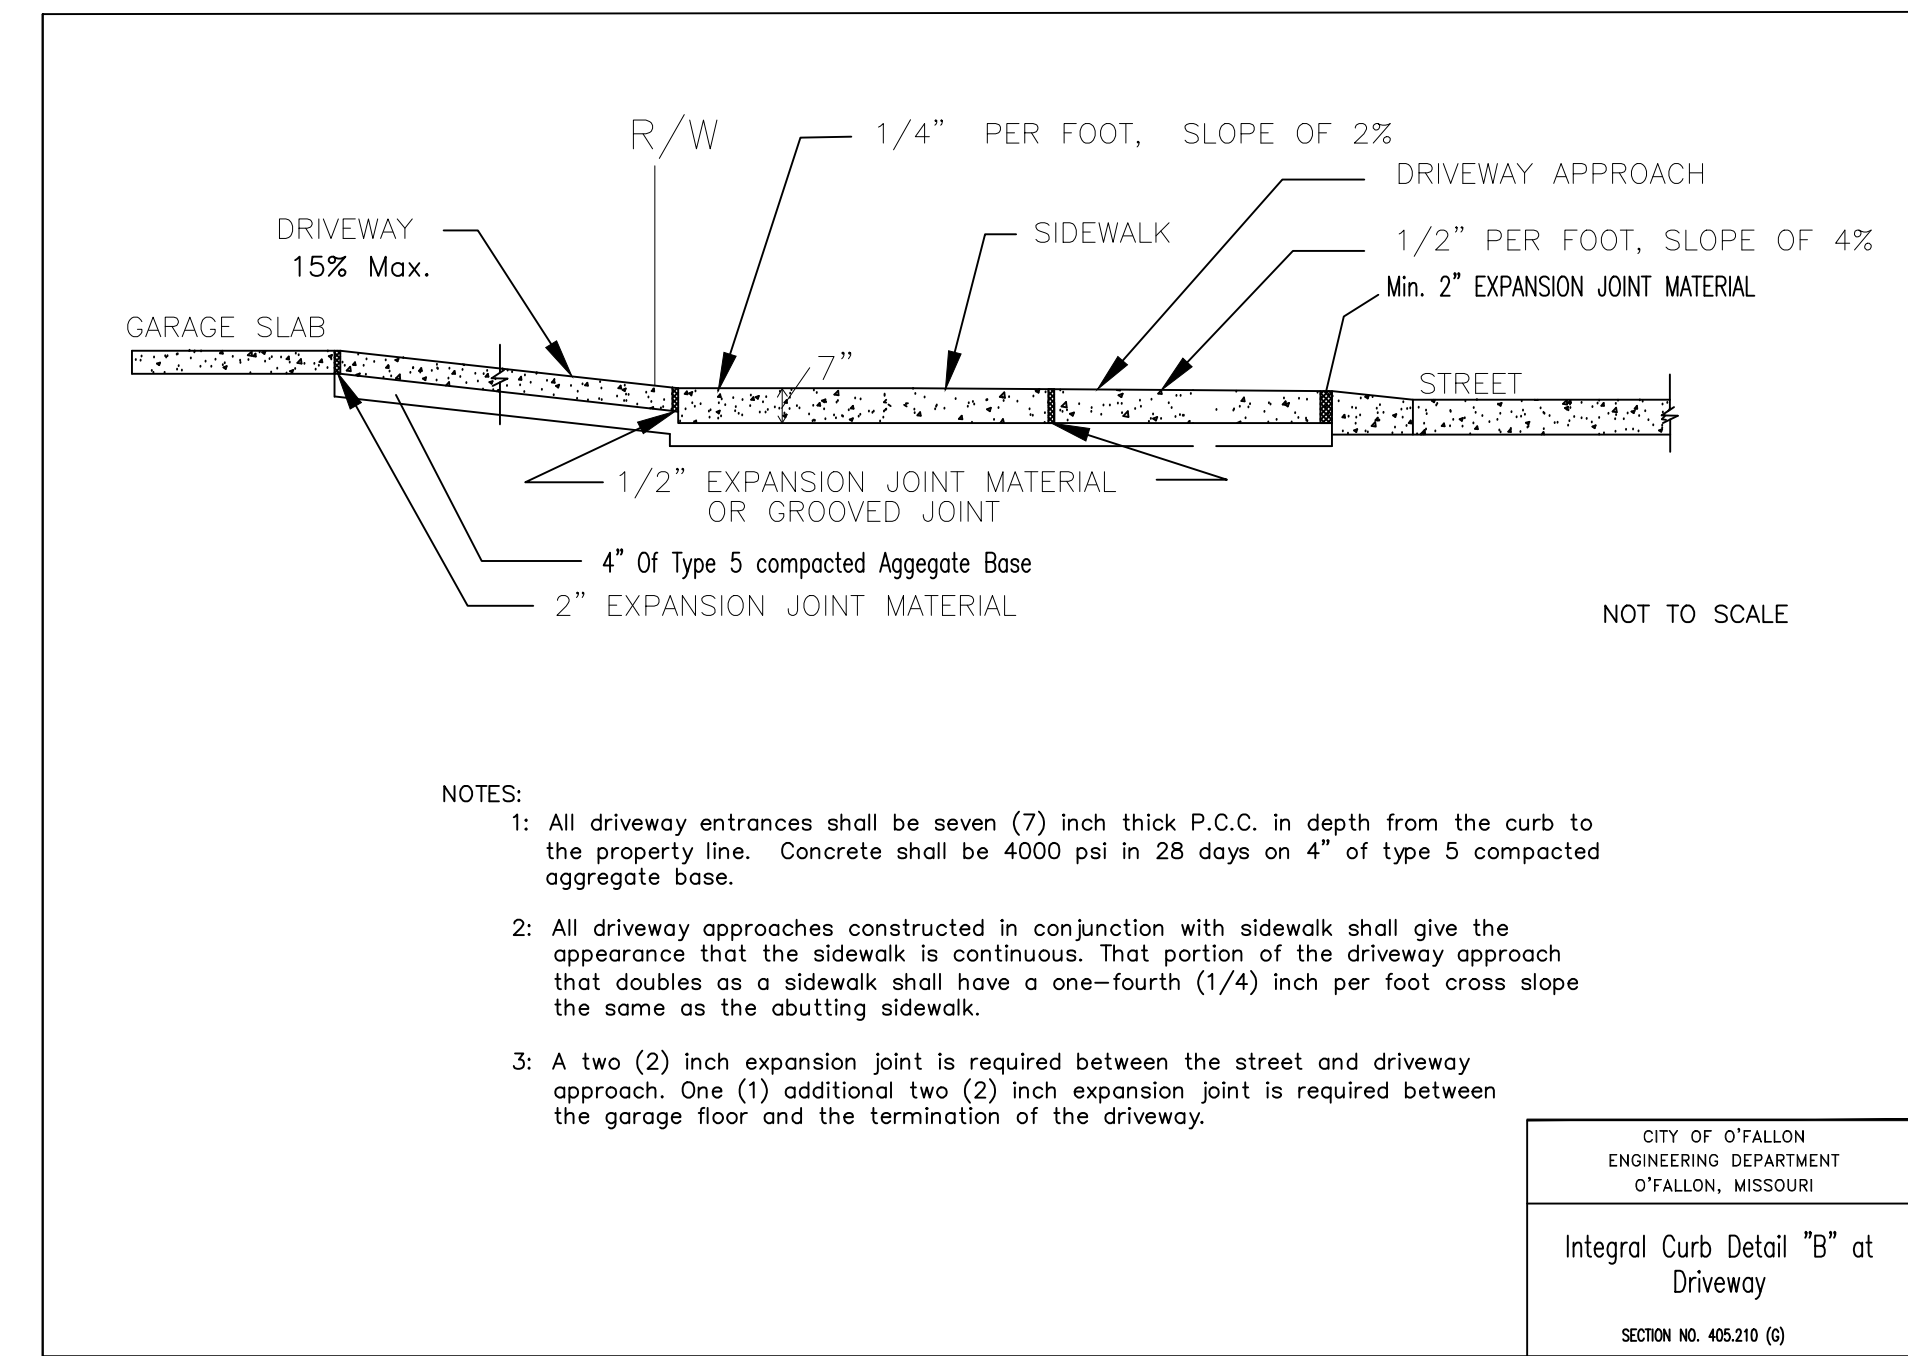 R/W
1/4" PER FOOT, SLOPE OF 2%
DRIVEWAY APPROACH
DRIVEWAY
15% Max.
SIDEWALK
1/2" PER FOOT, SLOPE OF 4%
Min. 2" EXPANSION JOINT MATERIAL
GARAGE SLAB
7"
STREET
1/2" EXPANSION JOINT MATERIAL
OR GROOVED JOINT
4" Of Type 5 compacted Aggegate Base
2" EXPANSION JOINT MATERIAL
NOT TO SCALE
NOTES:
1: All driveway entrances shall be seven (7) inch thick P.C.C. in depth from the curb to
the property line. Concrete shall be 4000 psi in 28 days on 4" of type 5 compacted
aggregate base.
2: All driveway approaches constructed in conjunction with sidewalk shall give the
appearance that the sidewalk is continuous. That portion of the driveway approach
that doubles as a sidewalk shall have a one-fourth (1/4) inch per foot cross slope
the same as the abutting sidewalk.
3: A two (2) inch expansion joint is required between the street and driveway
approach. One (1) additional two (2) inch expansion joint is required between
the garage floor and the termination of the driveway.
CITY OF O'FALLON
ENGINEERING DEPARTMENT
O'FALLON, MISSOURI
Integral Curb Detail "B" at
Driveway
SECTION NO. 405.210 (G)